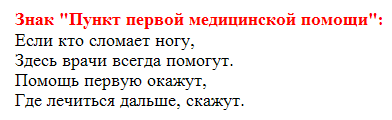 Знак "Пункт первой медицинской помощи":
Если кто сломает ногу,
Здесь врачи всегда помогут.
Помощь первую окажут,
Где лечиться дальше, скажут.